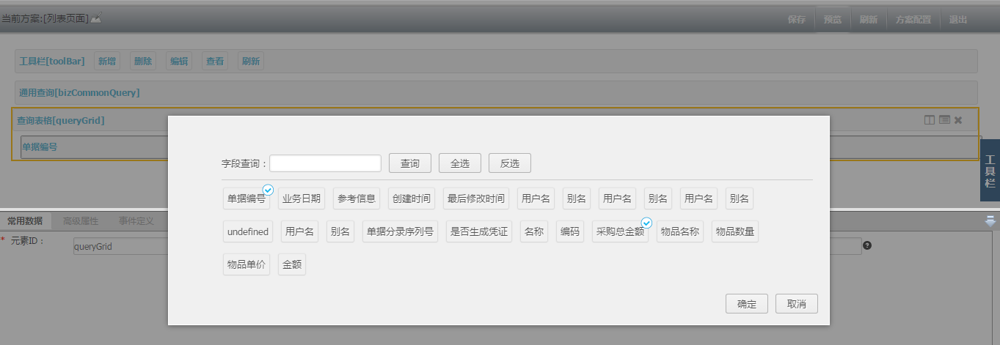 当前方案:[列表页面]
保存 预览 刷新 方案配置 退出
工具栏[toolBar] 新增 删除 编辑 查看 刷新
通用查询[bizCommonQuery]
查询表格[queryGrid]
单据编号
工具栏
字段查询： 查询 全选 反选
单据编号 业务日期 参考信息 创建时间 最后修改时间 用户名 别名 用户名 别名 用户名 别名
undefined 用户名 别名 单据分录序列号 是否生成凭证 名称 编码 采购总金额 物品名称 物品数量
物品单价 金额
确定 取消
常用数据 高级属性 事件定义
* 元素ID： queryGrid